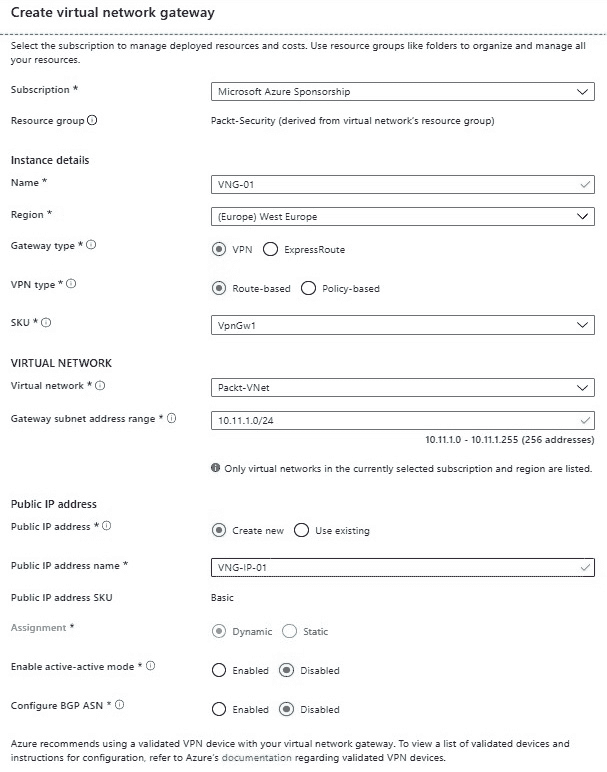 Create virtual network gateway
Select the subscription to manage deployed resources and costs. Use resource groups like folders to organize and manage all
your resources.
Subscription * Microsoft Azure Sponsorship
Resource group Packt-Security (derived from virtual network's resource group)
Instance details
Name * VNG-01
Region * (Europe) West Europe
Gateway type * VPN ExpressRoute
VPN type * Route-based Policy-based
SKU * VpnGw1
VIRTUAL NETWORK
Virtual network * Packt-VNet
Gateway subnet address range * 10.11.1.0/24
10.11.1.0 - 10.11.1.255 (256 addresses)
Only virtual networks in the currently selected subscription and region are listed.
Public IP address
Public IP address * Create new Use existing
Public IP address name * VNG-IP-01
Public IP address SKU Basic
Assignment * Dynamic Static
Enable active-active mode * Enabled Disabled
Configure BGP ASN * Enabled Disabled
Azure recommends using a validated VPN device with your virtual network gateway. To view a list of validated devices and
instructions for configuration, refer to Azure's documentation regarding validated VPN devices.